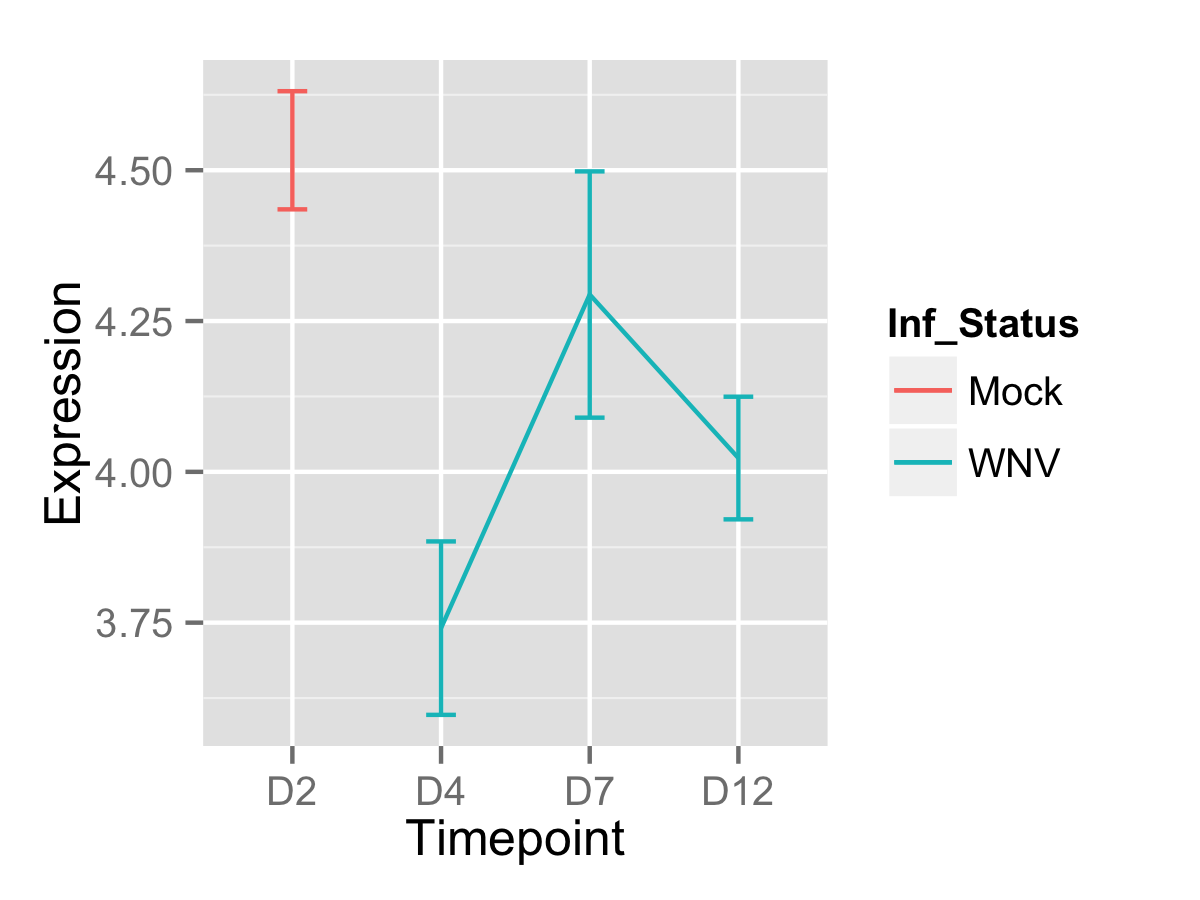 4.50
4.25
4.00
3.75
Expression
D2 D4 D7 D12
Timepoint
Inf_Status
Mock
WNV